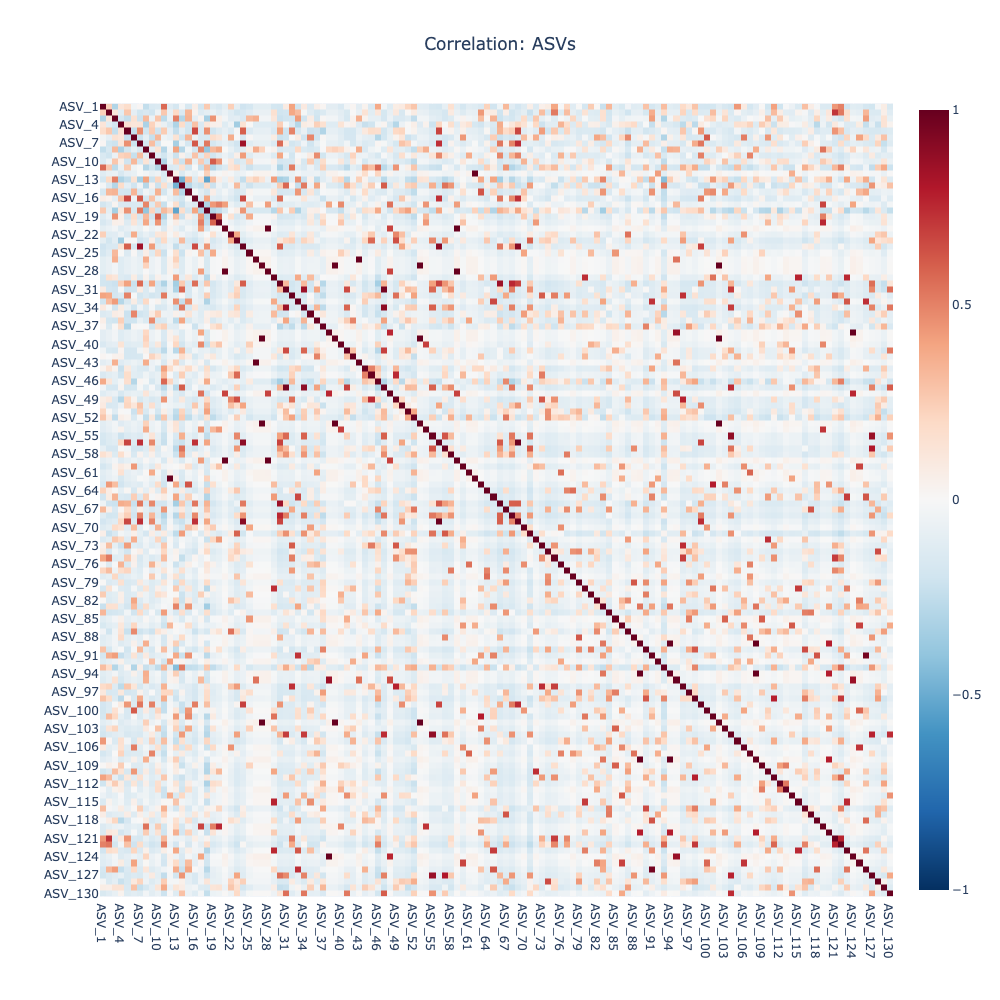 Correlation: ASVs
ASV_1
ASV_4
ASV_7
ASV_10
ASV_13
ASV_16
ASV_19
ASV_22
ASV_25
ASV_28
ASV_31
ASV_34
ASV_37
ASV_40
ASV_43
ASV_46
ASV_49
ASV_52
ASV_55
ASV_58
ASV_61
ASV_64
ASV_67
ASV_70
ASV_73
ASV_76
ASV_79
ASV_82
ASV_85
ASV_88
ASV_91
ASV_94
ASV_97
ASV_100
ASV_103
ASV_106
ASV_109
ASV_112
ASV_115
ASV_118
ASV_121
ASV_124
ASV_127
ASV_130
ASV_1
ASV_4
ASV_7
ASV_10
ASV_13
ASV_16
ASV_19
ASV_22
ASV_25
ASV_28
ASV_31
ASV_34
ASV_37
ASV_40
ASV_43
ASV_46
ASV_49
ASV_52
ASV_55
ASV_58
ASV_61
ASV_64
ASV_67
ASV_70
ASV_73
ASV_76
ASV_79
ASV_82
ASV_85
ASV_88
ASV_91
ASV_94
ASV_97
ASV_100
ASV_103
ASV_106
ASV_109
ASV_112
ASV_115
ASV_118
ASV_121
ASV_124
ASV_127
ASV_130
1
0.5
0
−0.5
−1